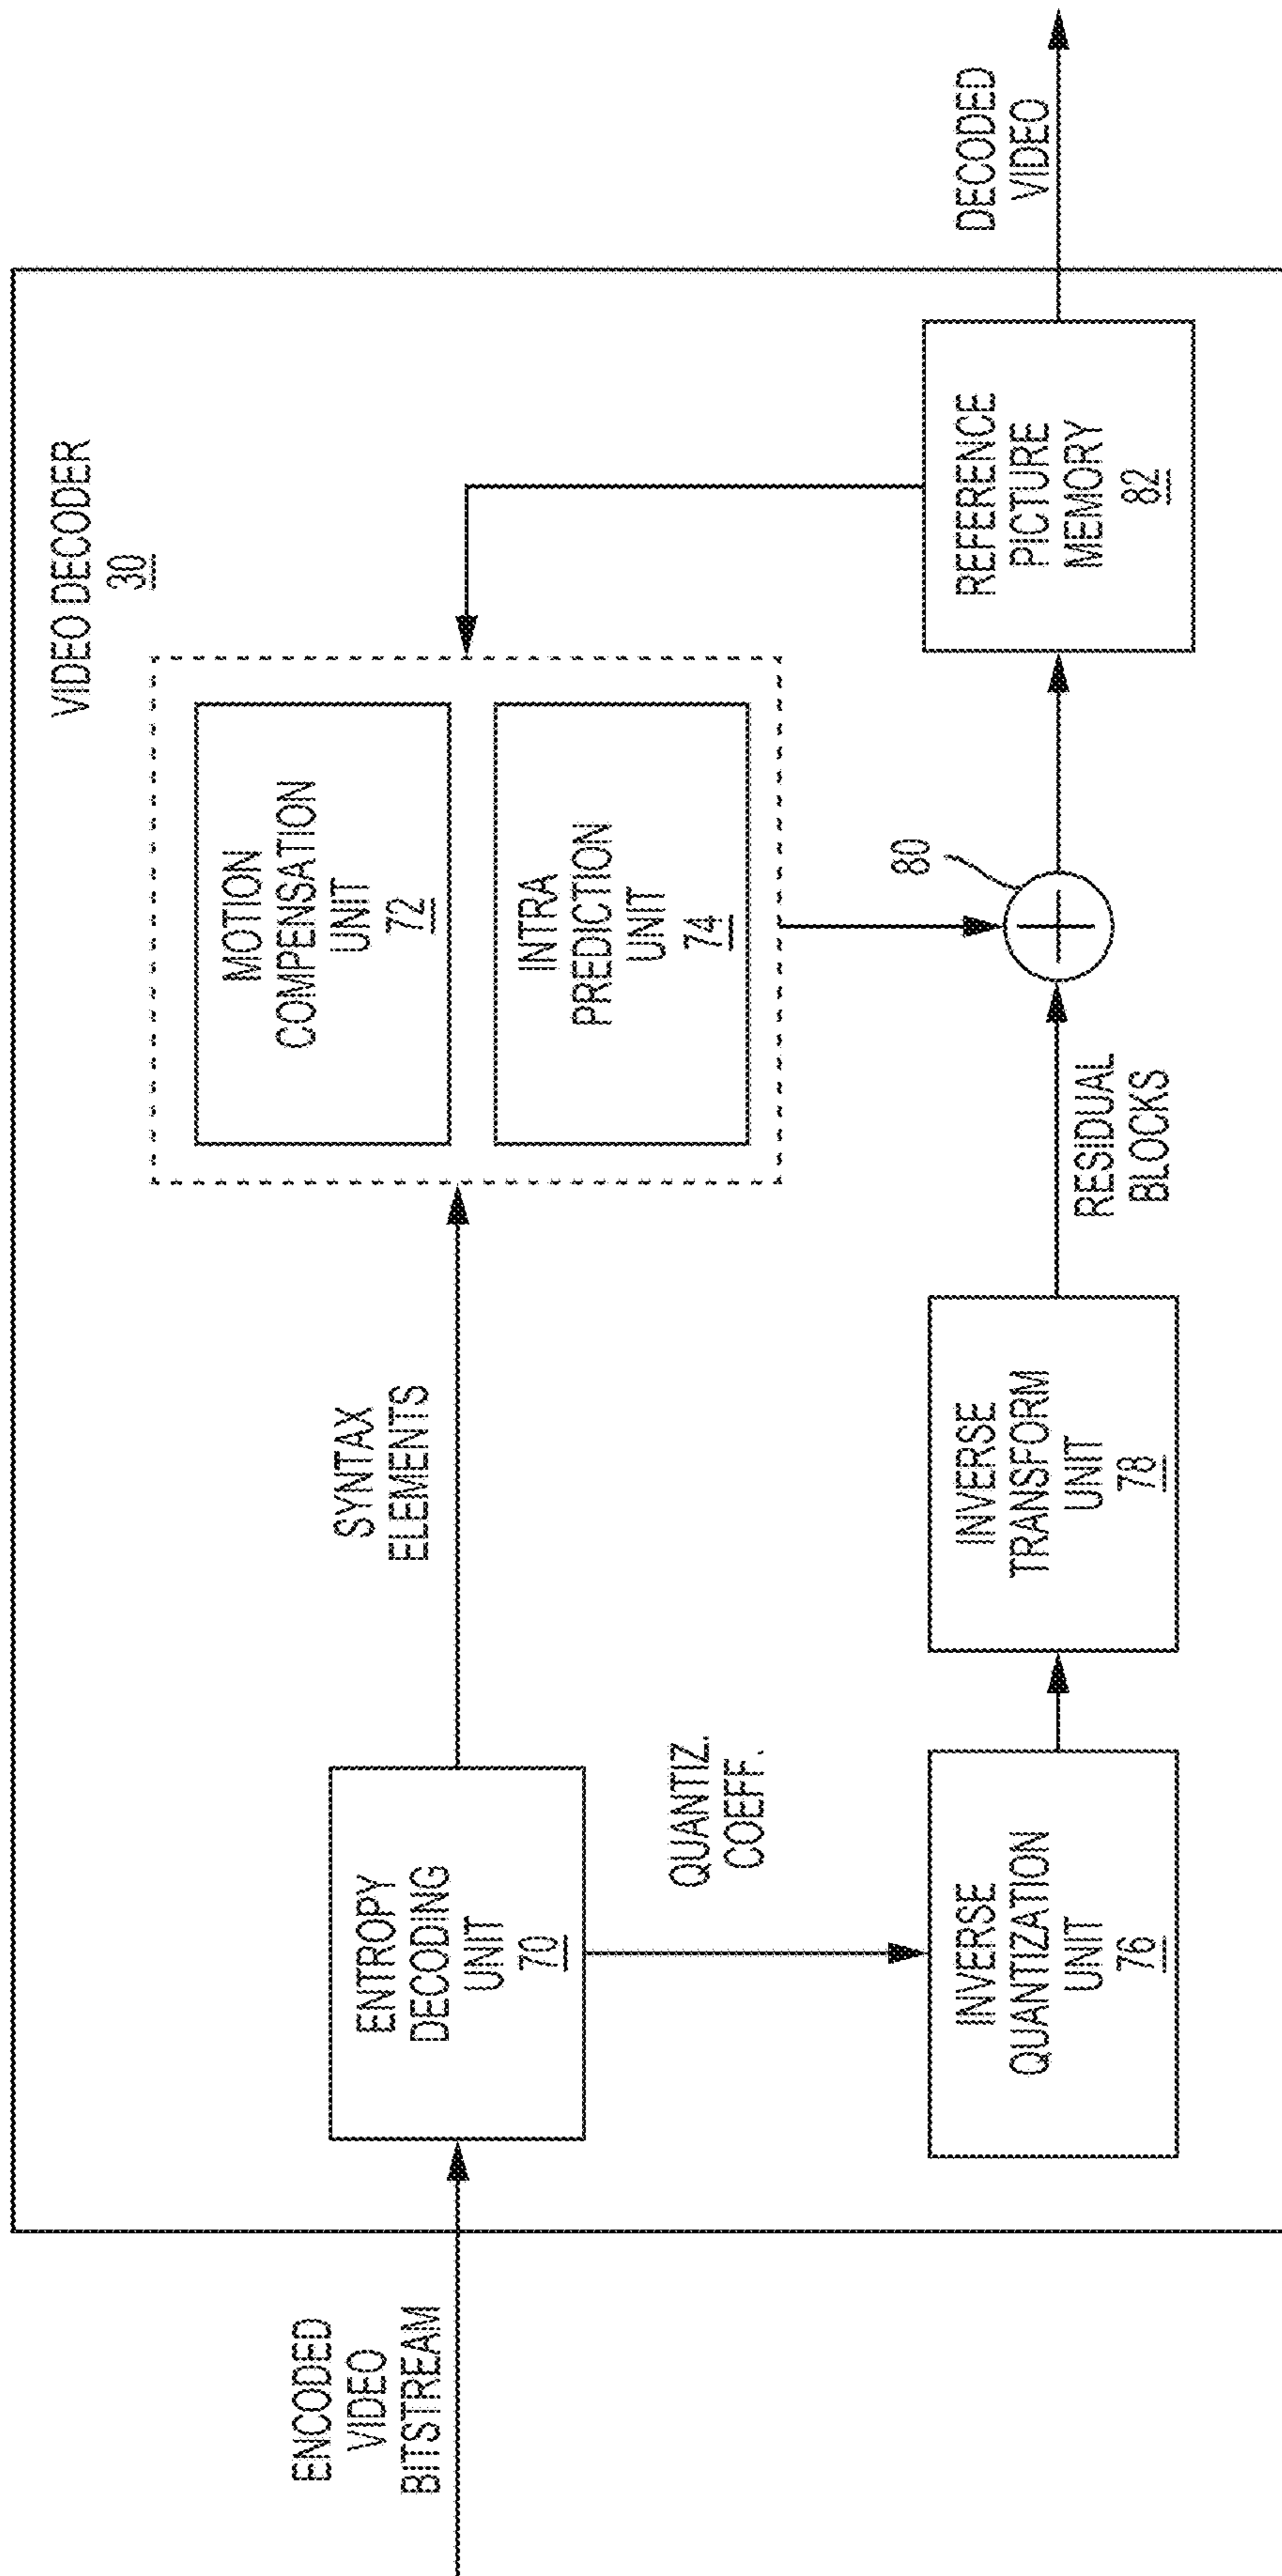 VIDEO DECODER
30
ENCODED
VIDEO
BITSTREAM
ENTROPY
DECODING
UNIT
70
SYNTAX
ELEMENTS
MOTION
COMPENSATION
UNIT
72
INTRA
PREDICTION
UNIT
74
QUANTIZ.
COEFF.
INVERSE
QUANTIZATION
UNIT
76
INVERSE
TRANSFORM
UNIT
78
RESIDUAL
BLOCKS
80
REFERENCE
PICTURE
MEMORY
82
DECODED
VIDEO